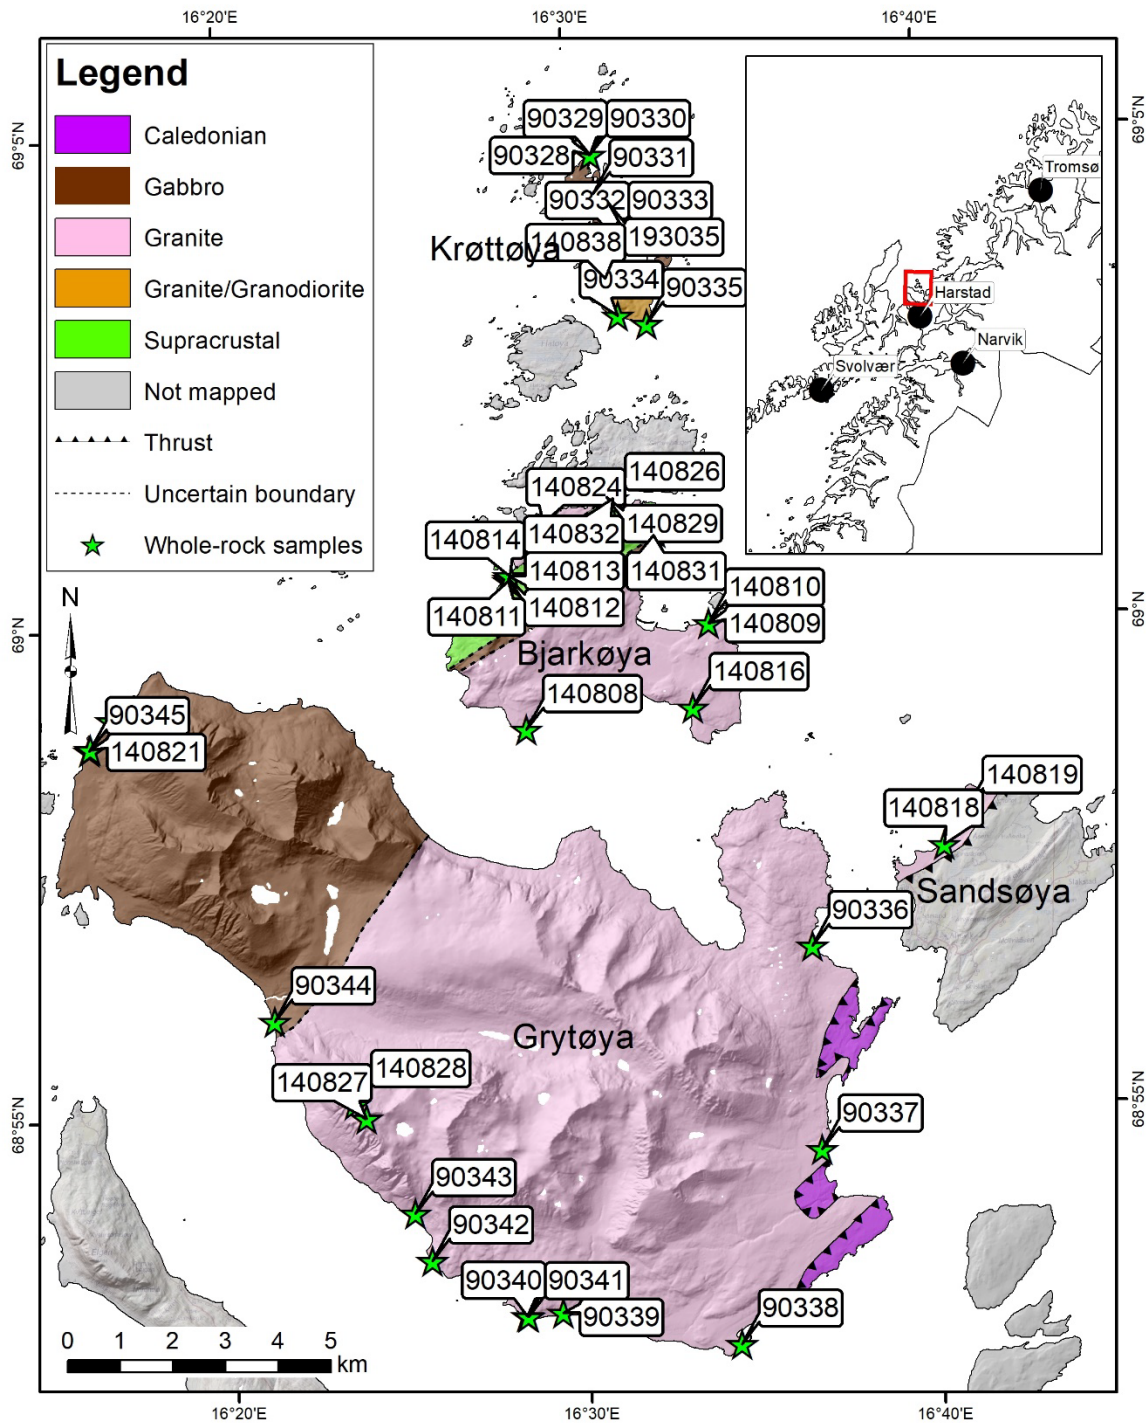 16°20'E
16°30'E
16°40'E
69°5'N
69°5'N
Legend
Caledonian
Gabbro
Granite
Granite/Granodiorite
Supracrustal
Not mapped
Thrust
Uncertain boundary
Whole-rock samples
90329
90330
90328
90331
90332
90333
Krøttøya
140838
193035
90334
90335
Tromsø
Harstad
Narvik
Svolvær
140826
140824
140832
140829
140814
140813
140831
140811
140812
140810
140809
69°N
69°N
Bjarkøya
140816
140808
N
90345
140821
140819
140818
Sandsøya
90336
90344
Grytøya
140828
140827
68°55'N
68°55'N
90337
90343
90342
90340
90341
90339
90338
0 1 2 3 4 5
km
16°20'E
16°30'E
16°40'E